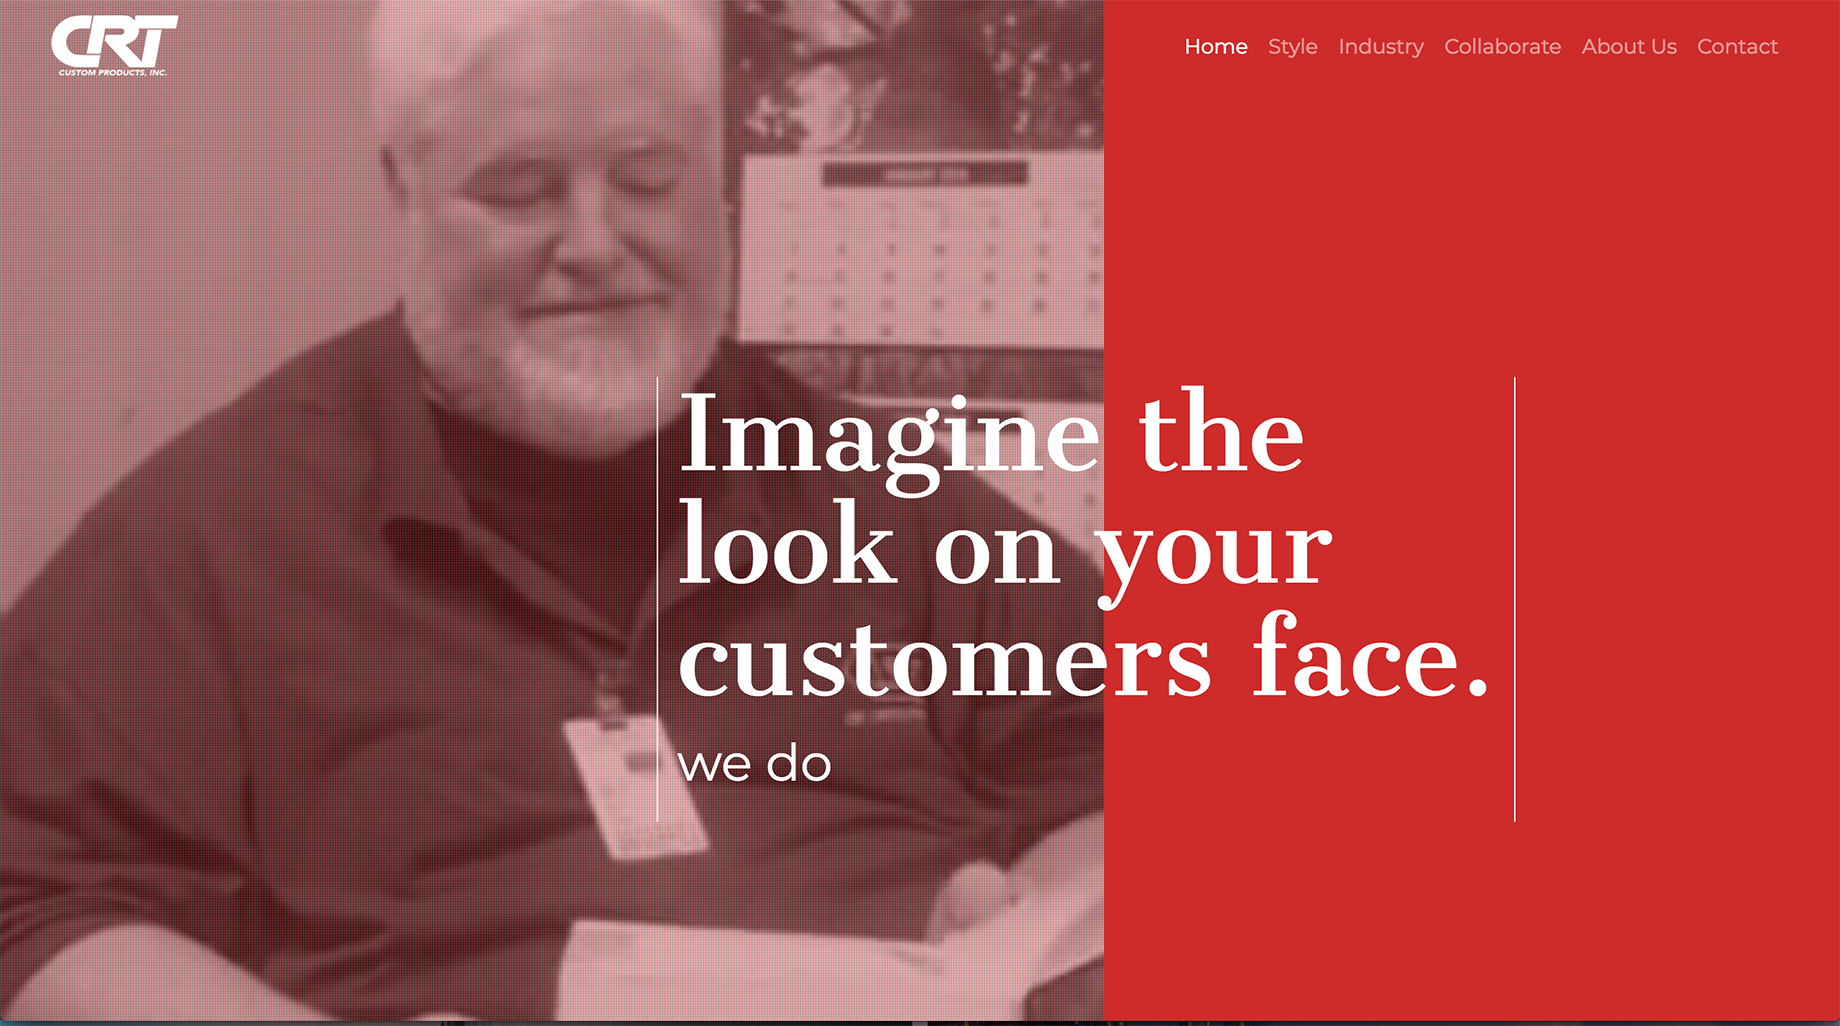 CRT
CUSTOM PRODUCTS, INC.
Home Style Industry Collaborate About Us Contact
Imagine the
look on your
customers face.
we do